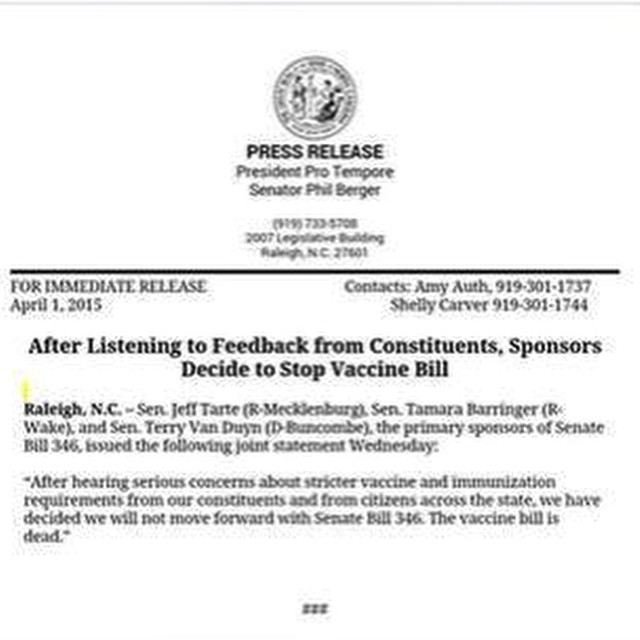 PRESS RELEASE
President Pro Tempore
Senator Phil Berger
(919) 733-5708
2007 Legislative Building
Raleigh, N.C. 27601
FOR IMMEDIATE RELEASE
Contacts: Amy Auth, 919-301-1737
April 1, 2015
Shelly Carver 919-301-1744
After Listening to Feedback from Constituents, Sponsors
Decide to Stop Vaccine Bill
Raleigh, N.C. – Sen. Jeff Tarte (R-Mecklenburg), Sen. Tamara Barringer (R-
Wake), and Sen. Terry Van Duyn (D-Buncombe), the primary sponsors of Senate
Bill 346, issued the following joint statement Wednesday:
“After hearing serious concerns about stricter vaccine and immunization
requirements from our constituents and from citizens across the state, we have
decided we will not move forward with Senate Bill 346. The vaccine bill is
dead.”
###